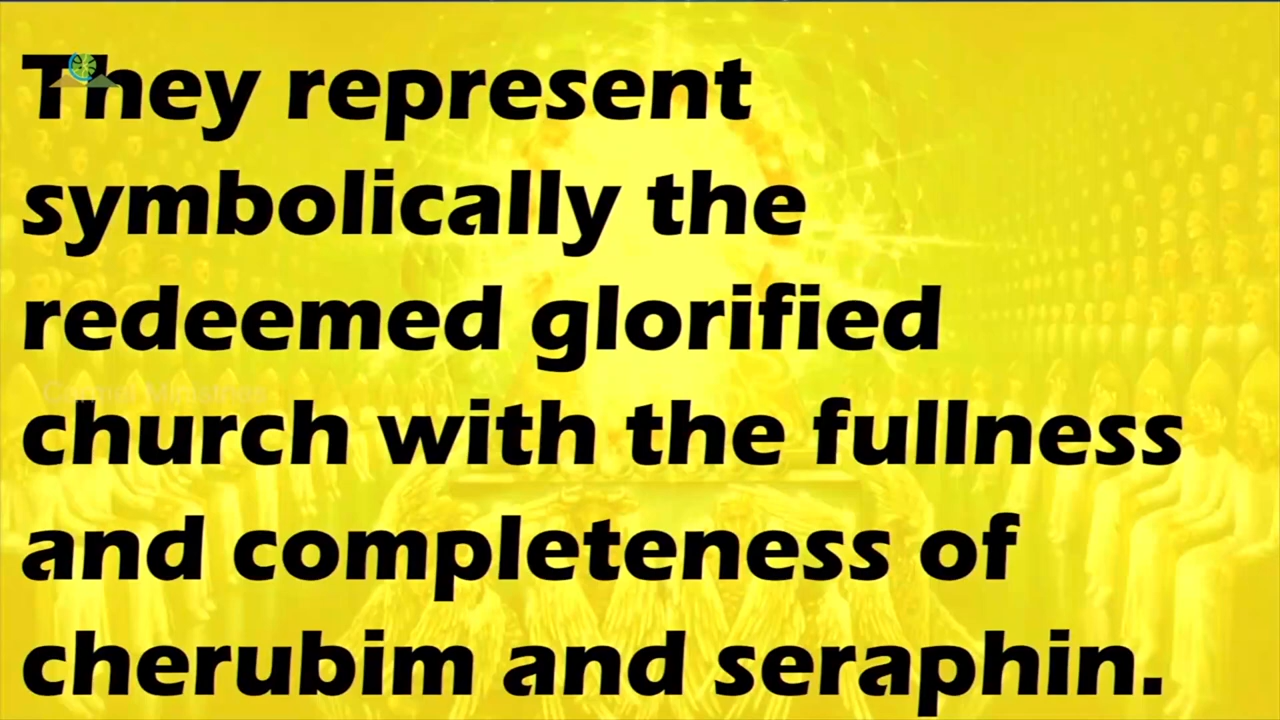 They represent
symbolically the
redeemed glorified
church with the fullness
and completeness of
cherubim and seraphin.